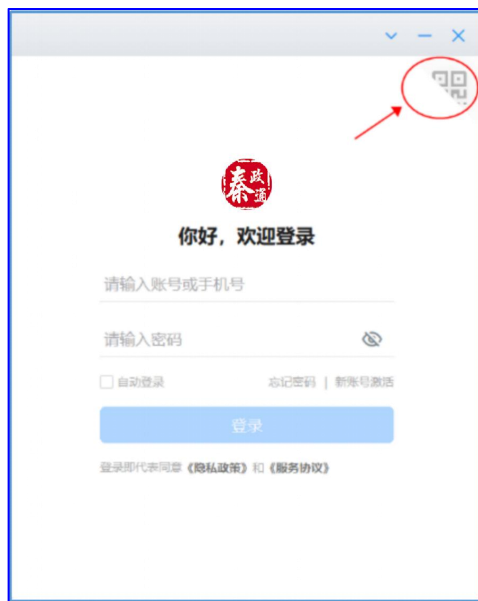 秦政通
你好，欢迎登录
请输入账号或手机号
请输入密码
自动登录 忘记密码 | 新账号激活
登录
登录即代表同意《隐私政策》和《服务协议》